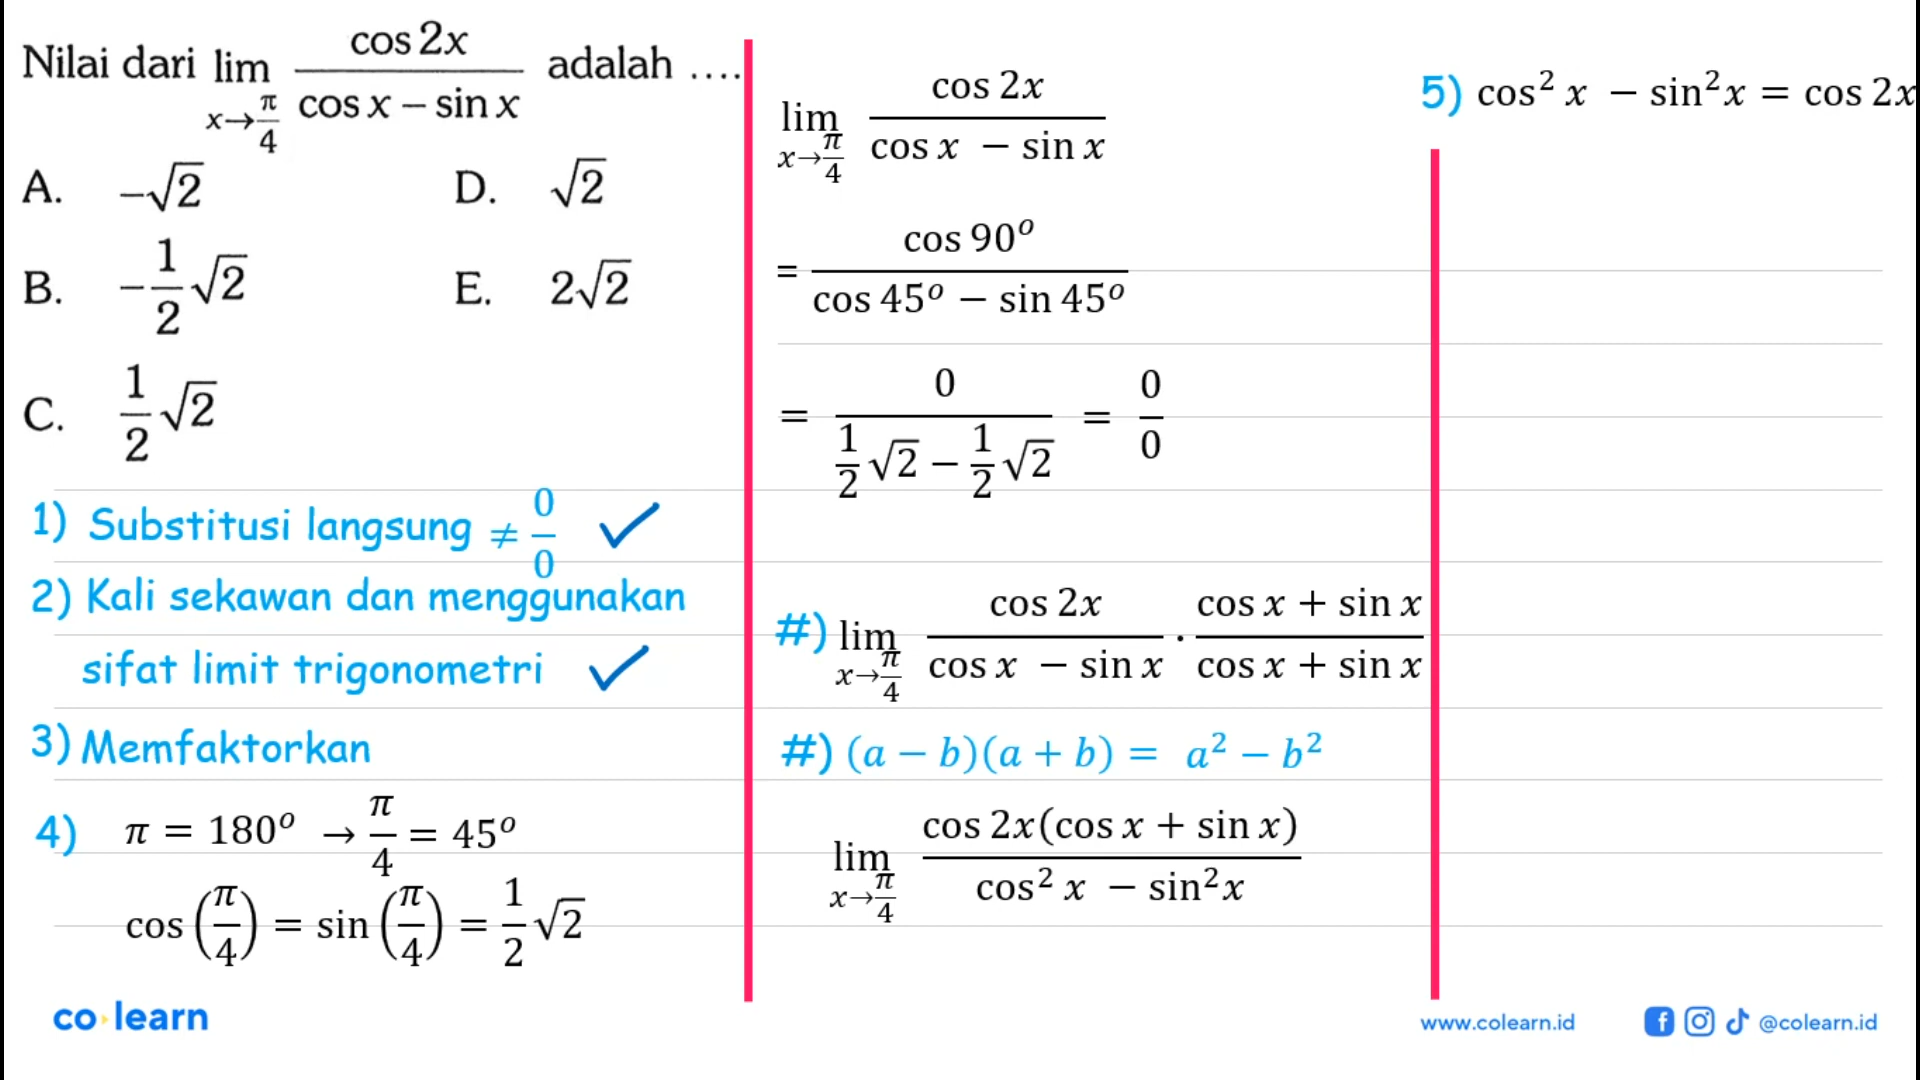 Nilai dari lim x→π/4 cos 2x / cos x − sin x adalah ....
A. −√2
D. √2
B. −1/2 √2
E. 2√2
C. 1/2 √2
1) Substitusi langsung ≠ 0/0 ✓
2) Kali sekawan dan menggunakan
sifat limit trigonometri ✓
3) Memfaktorkan
4) π = 180° → π/4 = 45°
cos (π/4) = sin (π/4) = 1/2 √2
lim x→π/4 cos 2x / cos x − sin x
= cos 90° / cos 45° − sin 45°
= 0 / 1/2 √2 − 1/2 √2 = 0/0
#) lim x→π/4 cos 2x / cos x − sin x · cos x + sin x / cos x + sin x
#) (a − b)(a + b) = a² − b²
lim x→π/4 cos 2x(cos x + sin x) / cos² x − sin²x
5) cos² x − sin²x = cos 2x
co learn
www.colearn.id
@colearn.id